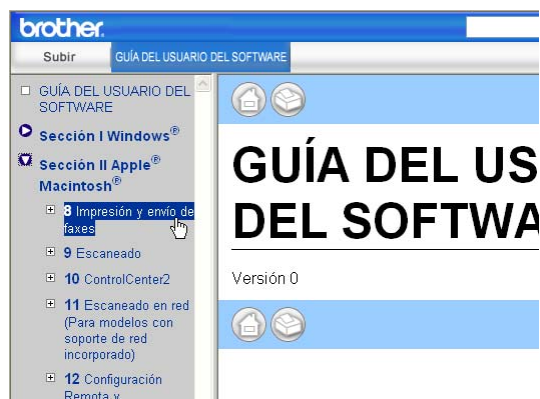 brother.
Subir
GUÍA DEL USUARIO DEL SOFTWARE
GUÍA DEL USUARIO DEL
SOFTWARE
Sección I Windows®
Sección II Apple
Macintosh®
8 Impresión y envío de
faxes
9 Escaneado
10 ControlCenter2
11 Escaneado en red
(Para modelos con
soporte de red
incorporado)
12 Configuración
Remota y
GUÍA DEL US
DEL SOFTWA
Versión 0